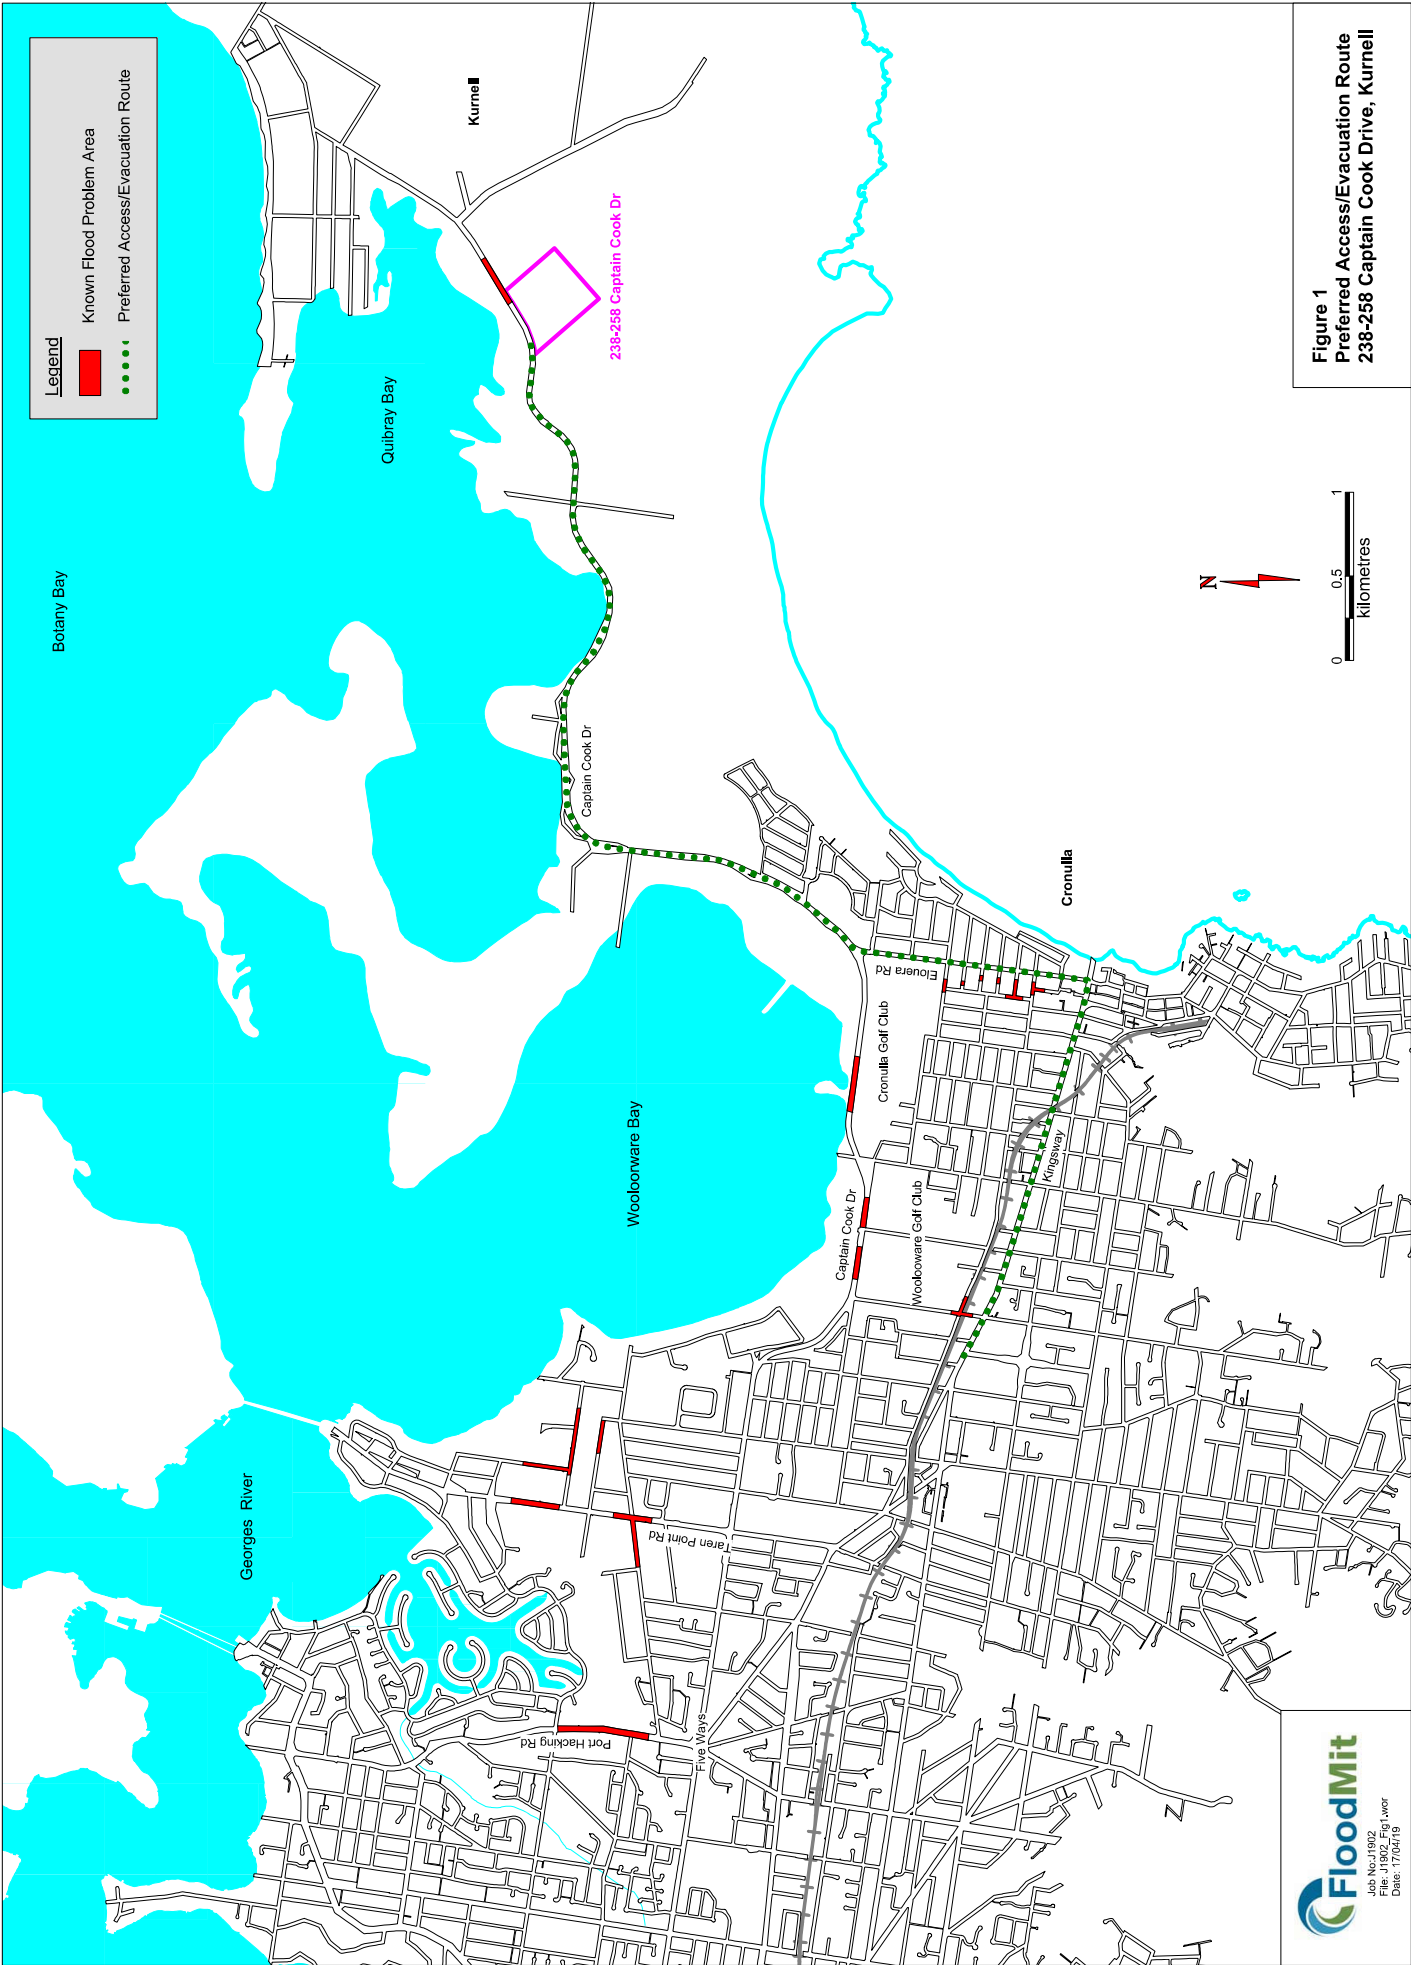 Legend
Known Flood Problem Area
Preferred Access/Evacuation Route
Botany Bay
Quibray Bay
Kurnell
238-258 Captain Cook Dr
Captain Cook Dr
Georges River
Wooloorware Bay
Elouera Rd
Cronulla Golf Club
Cronulla
Captain Cook Dr
Woolooware Golf Club
Kingsway
Taren Point Rd
Port Hacking Rd
Five Ways
N
0 0.5 1
kilometres
Figure 1
Preferred Access/Evacuation Route
238-258 Captain Cook Drive, Kurnell
FloodMit
Job No:J1902
File: J1902_Fig1.wor
Date: 17/04/19